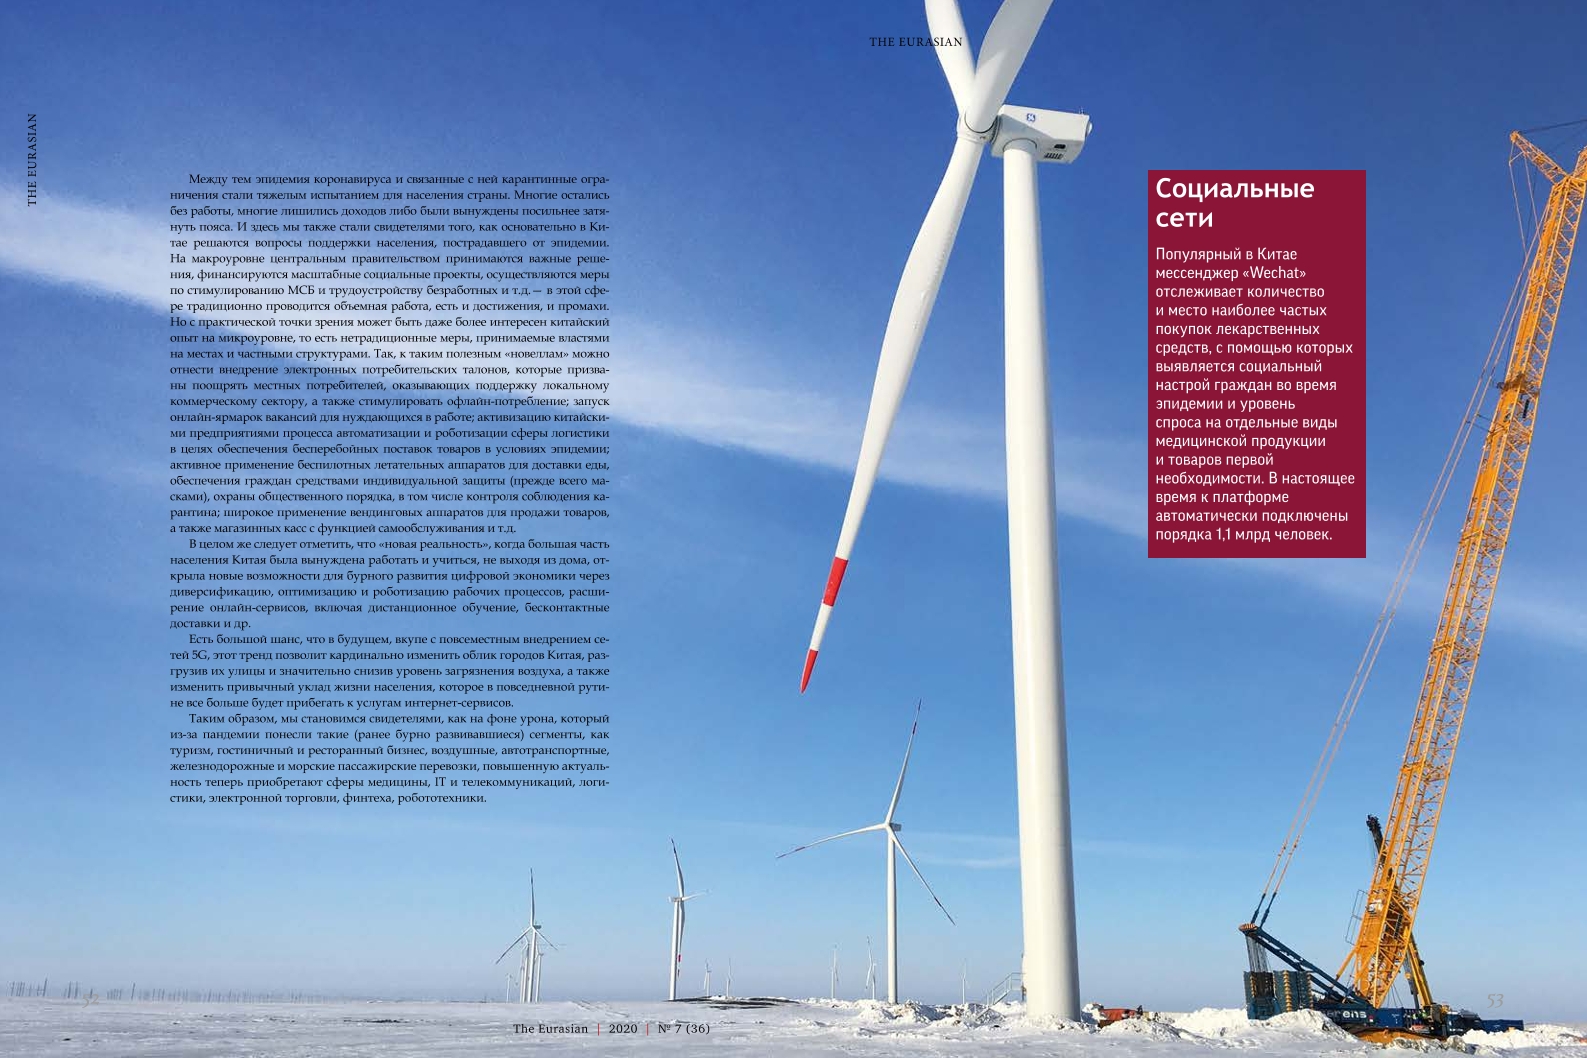 THE EURASIAN
THE EURASIAN
Между тем эпидемия коронавируса и связанные с ней карантинные огра-
ничения стали тяжелым испытанием для населения страны. Многие остались
без работы, многие лишились доходов либо были вынуждены посильнее затя-
нуть пояса. И здесь мы также стали свидетелями того, как основательно в Ки-
тае решаются вопросы поддержки населения, пострадавшего от эпидемии.
На макроуровне центральным правительством принимаются важные реше-
ния, финансируются масштабные социальные проекты, осуществляются меры
по стимулированию МСБ и трудоустройству безработных и т.д.— в этой сфе-
ре традиционно проводится объемная работа, есть и достижения, и промахи.
Но с практической точки зрения может быть даже более интересен китайский
опыт на микроуровне, то есть нетрадиционные меры, принимаемые властями
на местах и частными структурами. Так, к таким полезным «новеллам» можно
отнести внедрение электронных потребительских талонов, которые призва-
ны поощрять местных потребителей, оказывающих поддержку локальному
коммерческому сектору, а также стимулировать офлайн-потребление; запуск
онлайн-ярмарок вакансий для нуждающихся в работе; активизацию китайски-
ми предприятиями процесса автоматизации и роботизации сферы логистики
в целях обеспечения бесперебойных поставок товаров в условиях эпидемии;
активное применение беспилотных летательных аппаратов для доставки еды,
обеспечения граждан средствами индивидуальной защиты (прежде всего ма-
сками), охраны общественного порядка, в том числе контроля соблюдения ка-
рантина; широкое применение вендинговых аппаратов для продажи товаров,
а также магазинных касс с функцией самообслуживания и т.д.
В целом же следует отметить, что «новая реальность», когда большая часть
населения Китая была вынуждена работать и учиться, не выходя из дома, от-
крыла новые возможности для бурного развития цифровой экономики через
диверсификацию, оптимизацию и роботизацию рабочих процессов, расши-
рение онлайн-сервисов, включая дистанционное обучение, бесконтактные
доставки и др.
Есть большой шанс, что в будущем, вкупе с повсеместным внедрением се-
тей 5G, этот тренд позволит кардинально изменить облик городов Китая, раз-
грузив их улицы и значительно снизив уровень загрязнения воздуха, а также
изменить привычный уклад жизни населения, которое в повседневной рути-
не все больше будет прибегать к услугам интернет-сервисов.
Таким образом, мы становимся свидетелями, как на фоне урона, который
из-за пандемии понесли такие (ранее бурно развивавшиеся) сегменты, как
туризм, гостиничный и ресторанный бизнес, воздушные, автотранспортные,
железнодорожные и морские пассажирские перевозки, повышенную актуаль-
ность теперь приобретают сферы медицины, IT и телекоммуникаций, логи-
стики, электронной торговли, финтеха, робототехники.
Социальные
сети
Популярный в Китае
мессенджер «Wechat»
отслеживает количество
и место наиболее частых
покупок лекарственных
средств, с помощью которых
выявляется социальный
настрой граждан во время
эпидемии и уровень
спроса на отдельные виды
медицинской продукции
и товаров первой
необходимости. В настоящее
время к платформе
автоматически подключены
порядка 1,1 млрд человек.
53
The Eurasian | 2020 | № 7 (36)